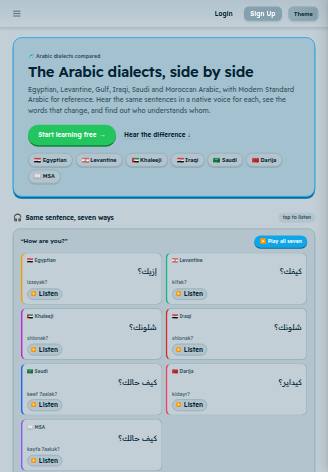 Login
Sign Up
Theme
Arabic dialects compared
The Arabic dialects, side by side
Egyptian, Levantine, Gulf, Iraqi, Saudi and Moroccan Arabic, with Modern Standard
Arabic for reference. Hear the same sentences in a native voice for each, see the
words that change, and find out who understands whom.
Start learning free →
Hear the difference ↓
Egyptian
Levantine
Khaleeji
Iraqi
Saudi
Darija
MSA
Same sentence, seven ways
tap to listen
"How are you?"
Play all seven
Egyptian
إزيك؟
izzayak?
Listen
Levantine
كيفك؟
kifak?
Listen
Khaleeji
شلونك؟
shlonak?
Listen
Iraqi
شلونك؟
shlonak?
Listen
Saudi
كيف حالك؟
keef 7aalak?
Listen
Darija
كيداير؟
kidayr?
Listen
MSA
كيف حالك؟
kayfa 7aaluk?
Listen